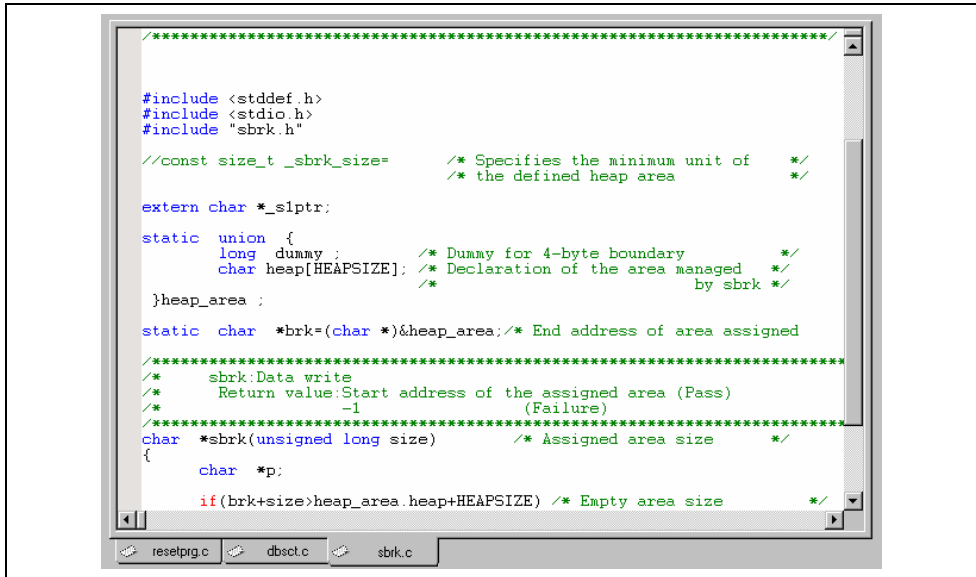 /***********************************************************************/
#include <stddef.h>
#include <stdio.h>
#include "sbrk.h"
//const size_t _sbrk_size=      /* Specifies the minimum unit of    */
                                /* the defined heap area            */
extern char *_s1ptr;
static  union  {
        long  dummy ;        /* Dummy for 4-byte boundary          */
        char heap[HEAPSIZE]; /* Declaration of the area managed   */
                             /*                           by sbrk */
 }heap_area ;
static  char  *brk=(char *)&heap_area;/* End address of area assigned
/*************************************************************************
/*     sbrk:Data write
/*      Return value:Start address of the assigned area (Pass)
/*                   -1                 (Failure)
/*************************************************************************
char  *sbrk(unsigned long size)        /* Assigned area size      */
{
      char  *p;
      if(brk+size>heap_area.heap+HEAPSIZE) /* Empty area size         */
resetprg.c dbsct.c sbrk.c